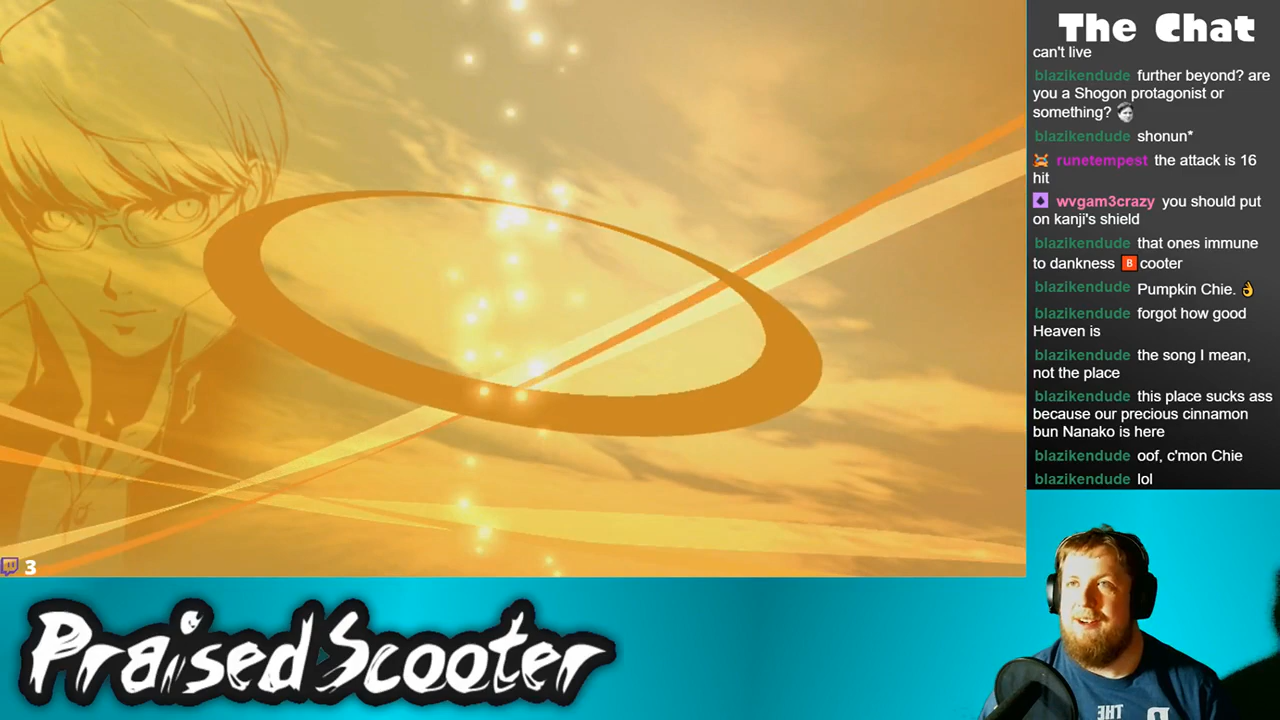 The Chat
can't live
blazikendude further beyond? are
you a Shogon protagonist or
something?
blazikendude shonun*
runetempest the attack is 16
hit
wvgam3crazy you should put
on kanji's shield
blazikendude that ones immune
to dankness B cooter
blazikendude Pumpkin Chie. 👌
blazikendude forgot how good
Heaven is
blazikendude the song I mean,
not the place
blazikendude this place sucks ass
because our precious cinnamon
bun Nanako is here
blazikendude oof, c'mon Chie
blazikendude lol
3
PraisedScooter
THE